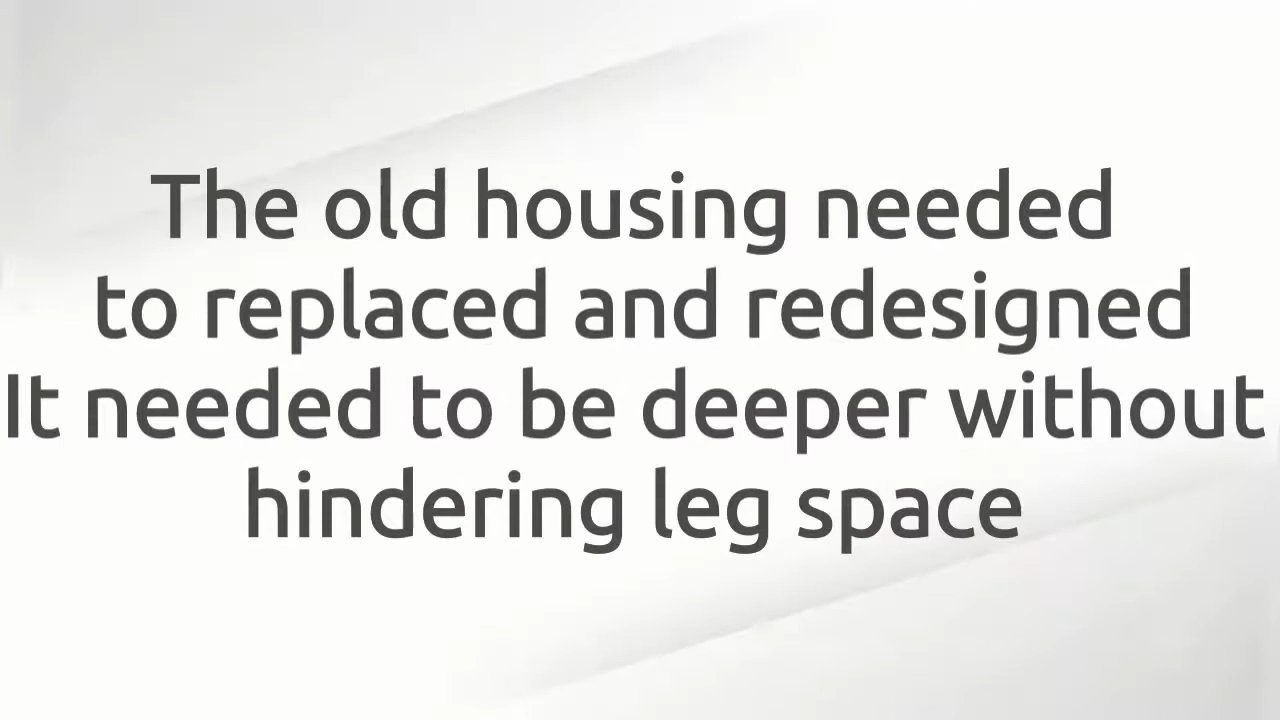 The old housing needed
to replaced and redesigned
It needed to be deeper without
hindering leg space